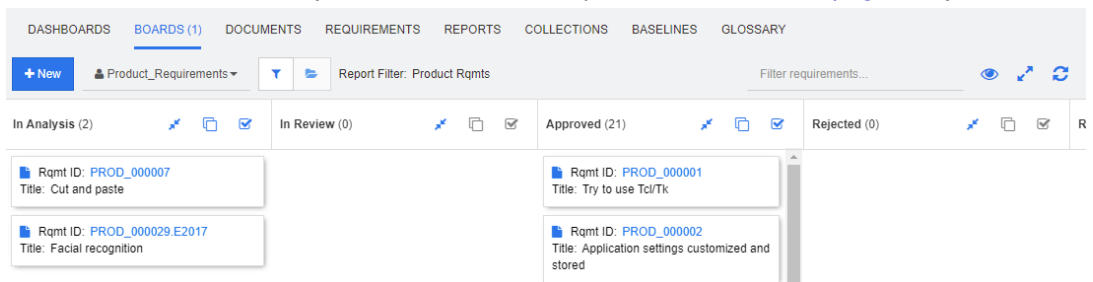 DASHBOARDS BOARDS (1) DOCUMENTS REQUIREMENTS REPORTS COLLECTIONS BASELINES GLOSSARY
+ New Product_Requirements Report Filter: Product Rqmts Filter requirements...
In Analysis (2) In Review (0) Approved (21) Rejected (0) R
Rqmt ID: PROD_000007
Title: Cut and paste
Rqmt ID: PROD_000029.E2017
Title: Facial recognition
Rqmt ID: PROD_000001
Title: Try to use Tcl/Tk
Rqmt ID: PROD_000002
Title: Application settings customized and
stored